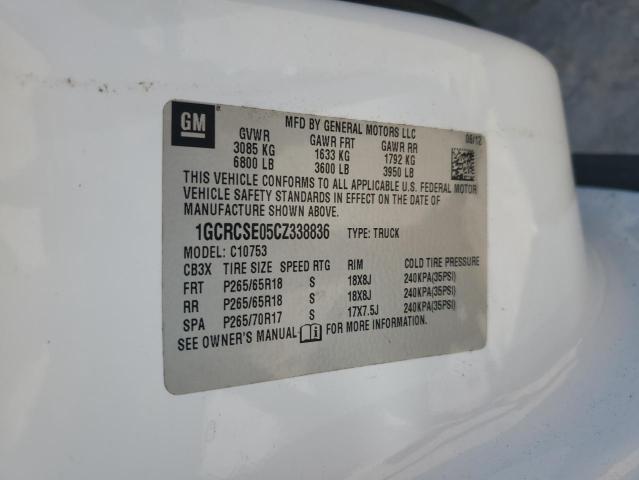 GM
MFD BY GENERAL MOTORS LLC
08/12
GVWR GAWR FRT GAWR RR
3085 KG 1633 KG 1792 KG
6800 LB 3600 LB 3950 LB
THIS VEHICLE CONFORMS TO ALL APPLICABLE U.S. FEDERAL MOTOR
VEHICLE SAFETY STANDARDS IN EFFECT ON THE DATE OF
MANUFACTURE SHOWN ABOVE.
1GCRCSE05CZ338836 TYPE: TRUCK
MODEL: C10753
CB3X TIRE SIZE SPEED RTG RIM COLD TIRE PRESSURE
FRT P265/65R18 S 18X8J 240KPA(35PSI)
RR P265/65R18 S 18X8J 240KPA(35PSI)
SPA P265/70R17 S 17X7.5J 240KPA(35PSI)
SEE OWNER'S MANUAL FOR MORE INFORMATION.